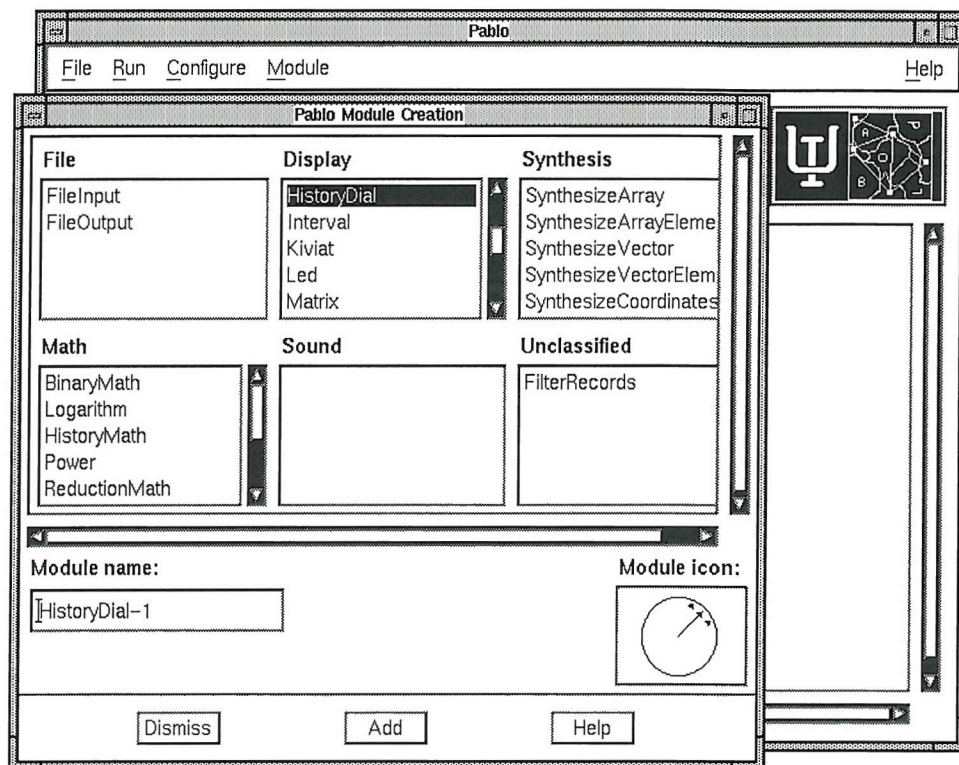 Pablo
File Run Configure Module Help
Pablo Module Creation
File
FileInput
FileOutput
Display
HistoryDial
Interval
Kiviat
Led
Matrix
Synthesis
SynthesizeArray
SynthesizeArrayEleme
SynthesizeVector
SynthesizeVectorElem
SynthesizeCoordinates
Math
BinaryMath
Logarithm
HistoryMath
Power
ReductionMath
Sound
Unclassified
FilterRecords
Module name:
HistoryDial-1
Module icon:
Dismiss Add Help
P
A
B
O
L